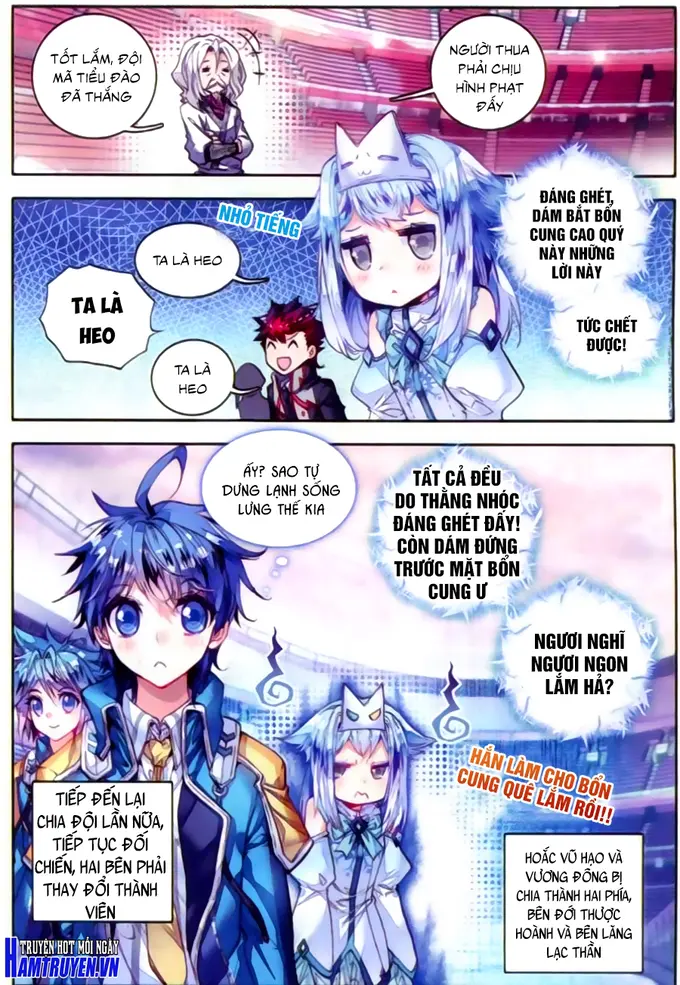 TỐT LẮM, ĐỘI
MÃ TIỂU ĐÀO
ĐÃ THẮNG
NGƯỜI THUA
PHẢI CHỊU
HÌNH PHẠT
ĐẤY
NHỎ TIẾNG
ĐÁNG GHÉT,
DÁM BẮT BỔN
CUNG CAO QUÝ
NÀY NHỮNG
LỜI NÀY
TA LÀ HEO
TA LÀ
HEO
TA LÀ
HEO
TỨC CHẾT
ĐƯỢC!
ẤY? SAO TỰ
DƯNG LẠNH SỐNG
LƯNG THẾ KIA
TẤT CẢ ĐỀU
DO THẰNG NHÓC
ĐÁNG GHÉT ĐẤY!
CÒN DÁM ĐỨNG
TRƯỚC MẶT BỔN
CUNG Ư
NGƯƠI NGHĨ
NGƯƠI NGON
LẮM HẢ?
HẮN LÀM CHO BỔN
CUNG QUÊ LẮM RỒI!!
TIẾP ĐẾN LẠI
CHIA ĐỘI LẦN NỮA,
TIẾP TỤC ĐỐI
CHIẾN, HAI BÊN PHẢI
THAY ĐỔI THÀNH
VIÊN
HOẮC VŨ HẠO VÀ
VƯƠNG ĐỒNG BỊ
CHIA THÀNH HAI PHÍA,
BÊN ĐỚI THƯỢC
HOÀNH VÀ BÊN LĂNG
LẠC THẦN
TRUYỆN HOT MỖI NGÀY
HAMTRUYEN.VN